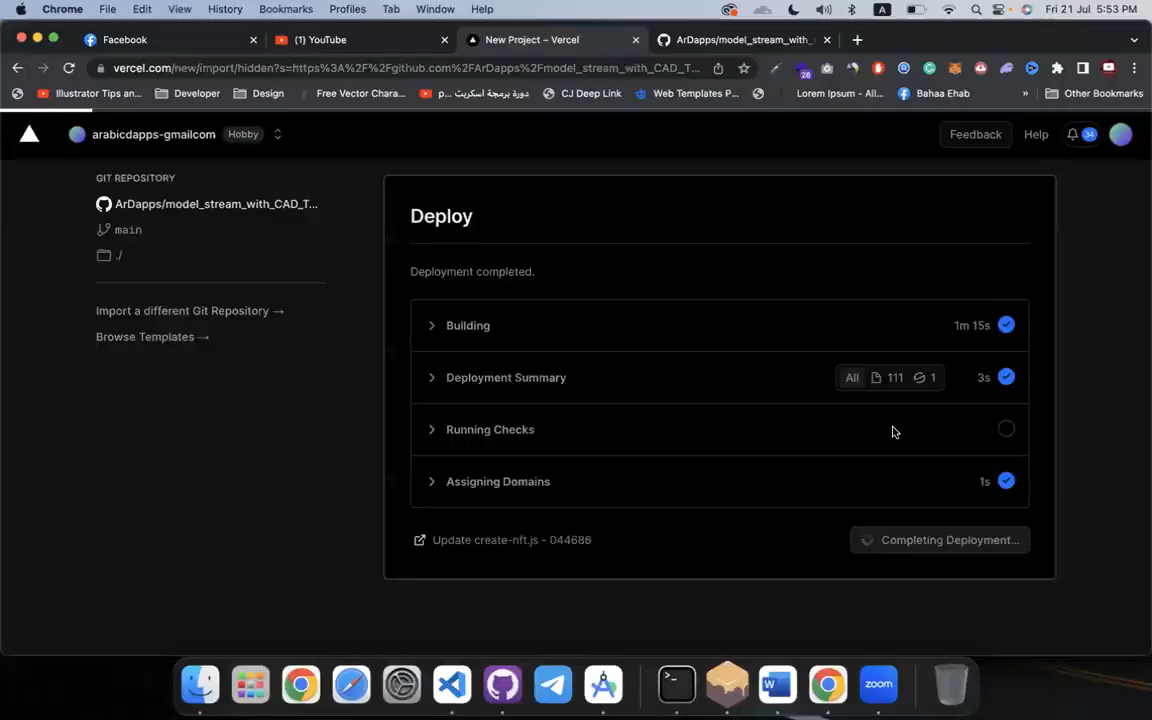 Chrome File Edit View History Bookmarks Profiles Tab Window Help A Fri 21 Jul 5:53 PM
Facebook (1) YouTube New Project – Vercel ArDapps/model_stream_with_
vercel.com/new/import/hidden?s=https%3A%2F%2Fgithub.com%2FArDapps%2Fmodel_stream_with_CAD_T... 26
Illustrator Tips an... Developer Design Free Vector Chara... دورة برمجة اسكريبت p... CJ Deep Link Web Templates P... Lorem Ipsum - Al... Bahaa Ehab » Other Bookmarks
arabicdapps-gmailcom Hobby Feedback Help 34
GIT REPOSITORY
ArDapps/model_stream_with_CAD_T...
main
./
Import a different Git Repository →
Browse Templates →
Deploy
Deployment completed.
Building 1m 15s
Deployment Summary All 111 1 3s
Running Checks
Assigning Domains 1s
Update create-nft.js - 044686
Completing Deployment...
zoom